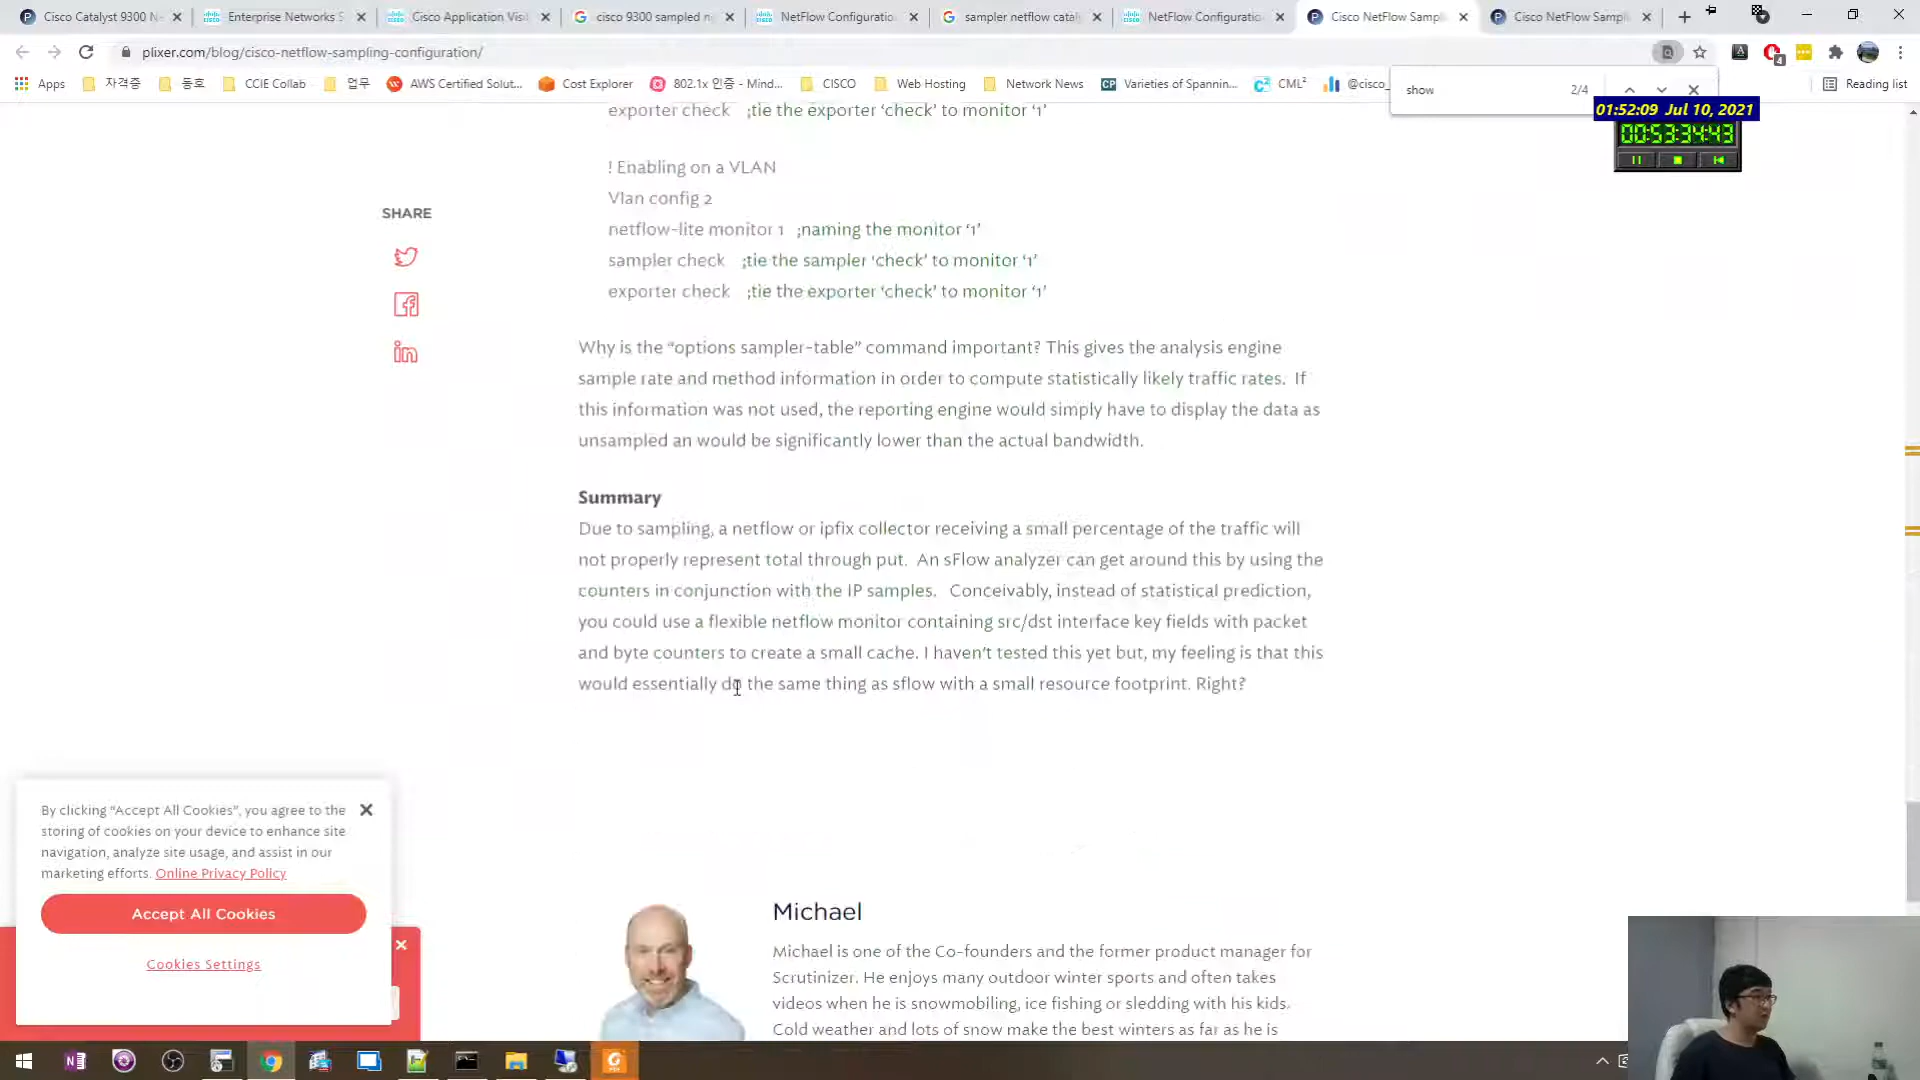 Cisco Catalyst 9300 N
Enterprise Networks S
Cisco Application Visi
cisco 9300 sampled n
NetFlow Configuratio
sampler netflow catal
NetFlow Configuratio
Cisco NetFlow Sampl
Cisco NetFlow Sampl
plixer.com/blog/cisco-netflow-sampling-configuration/
4
Apps
자격증
동호
CCIE Collab
업무
AWS Certified Solut...
Cost Explorer
802.1x 인증 - Mind...
CISCO
Web Hosting
Network News
CP
Varieties of Spannin...
CML²
@cisco_
Reading list
show
2/4
01:52:09 Jul 10, 2021
00:53:34:43
exporter check ;tie the exporter ‘check’ to monitor ‘1’
! Enabling on a VLAN
Vlan config 2
netflow-lite monitor 1 ;naming the monitor ‘1’
sampler check ;tie the sampler ‘check’ to monitor ‘1’
exporter check ;tie the exporter ‘check’ to monitor ‘1’
SHARE
Why is the “options sampler-table” command important? This gives the analysis engine
sample rate and method information in order to compute statistically likely traffic rates. If
this information was not used, the reporting engine would simply have to display the data as
unsampled an would be significantly lower than the actual bandwidth.
Summary
Due to sampling, a netflow or ipfix collector receiving a small percentage of the traffic will
not properly represent total through put. An sFlow analyzer can get around this by using the
counters in conjunction with the IP samples. Conceivably, instead of statistical prediction,
you could use a flexible netflow monitor containing src/dst interface key fields with packet
and byte counters to create a small cache. I haven’t tested this yet but, my feeling is that this
would essentially do the same thing as sflow with a small resource footprint. Right?
By clicking “Accept All Cookies”, you agree to the
storing of cookies on your device to enhance site
navigation, analyze site usage, and assist in our
marketing efforts. Online Privacy Policy
Accept All Cookies
Cookies Settings
Michael
Michael is one of the Co-founders and the former product manager for
Scrutinizer. He enjoys many outdoor winter sports and often takes
videos when he is snowmobiling, ice fishing or sledding with his kids.
Cold weather and lots of snow make the best winters as far as he is